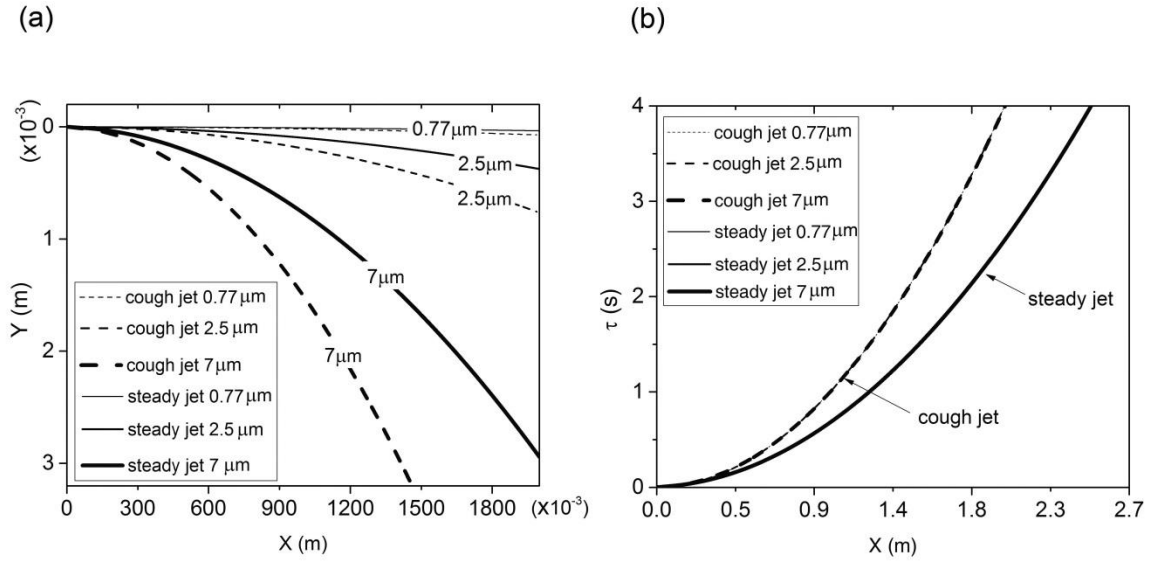 (a)
(x10⁻³)
Y (m)
0
1
2
3
0.77μm
2.5μm
2.5μm
7μm
7μm
cough jet 0.77μm
cough jet 2.5 μm
cough jet 7μm
steady jet 0.77μm
steady jet 2.5 μm
steady jet 7 μm
0 300 600 900 1200 1500 1800 (x10⁻³)
X (m)
(b)
τ (s)
4
3
2
1
0
cough jet 0.77μm
cough jet 2.5 μm
cough jet 7μm
steady jet 0.77μm
steady jet 2.5μm
steady jet 7μm
steady jet
cough jet
0.0 0.5 0.9 1.4 1.8 2.3 2.7
X (m)